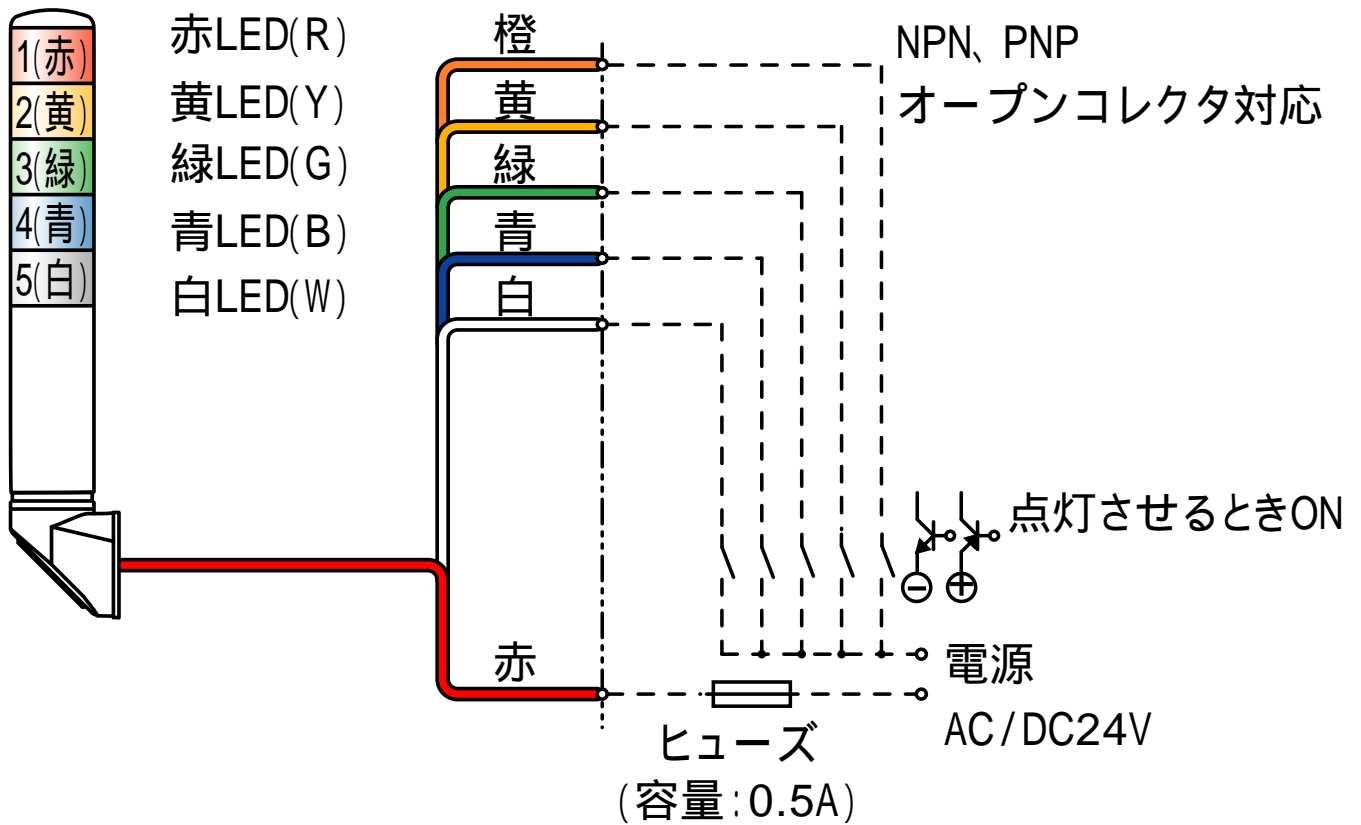 1(赤)
2(黄)
3(緑)
4(青)
5(白)
赤LED(R)
黄LED(Y)
緑LED(G)
青LED(B)
白LED(W)
橙
黄
緑
青
白
赤
NPN、PNP
オープンコレクタ対応
点灯させるときON
電源
AC/DC24V
ヒューズ
(容量:0.5A)